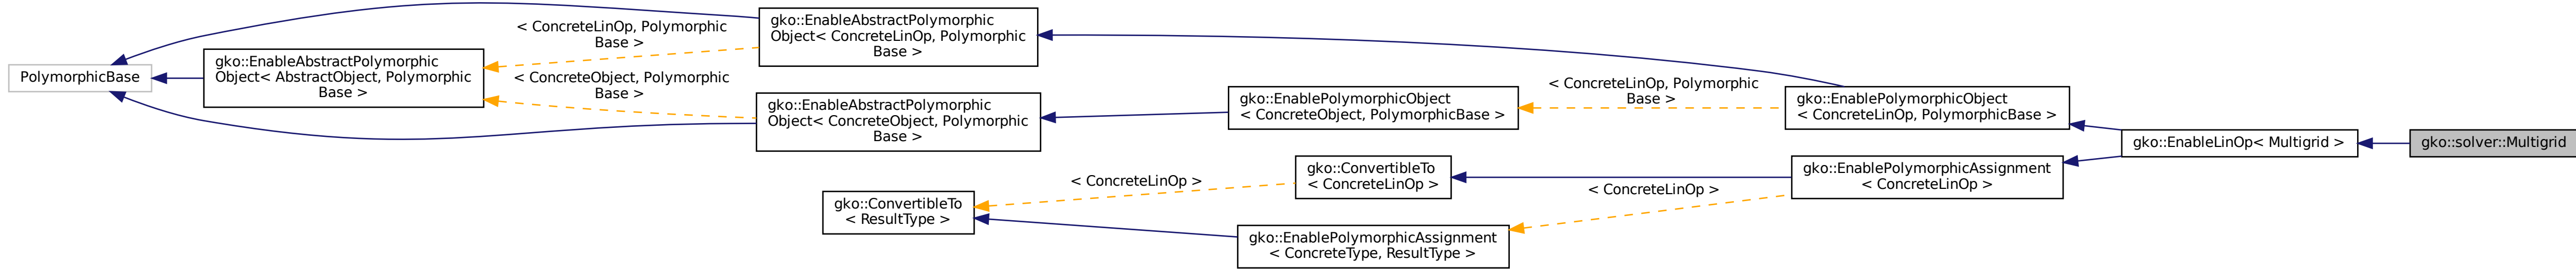 PolymorphicBase
gko::EnableAbstractPolymorphic
Object< AbstractObject, Polymorphic
Base >
< ConcreteLinOp, Polymorphic
Base >
< ConcreteObject, Polymorphic
Base >
gko::EnableAbstractPolymorphic
Object< ConcreteLinOp, Polymorphic
Base >
gko::EnableAbstractPolymorphic
Object< ConcreteObject, Polymorphic
Base >
gko::ConvertibleTo
< ResultType >
< ConcreteLinOp >
gko::EnablePolymorphicObject
< ConcreteObject, PolymorphicBase >
gko::ConvertibleTo
< ConcreteLinOp >
gko::EnablePolymorphicAssignment
< ConcreteType, ResultType >
< ConcreteLinOp, Polymorphic
Base >
< ConcreteLinOp >
gko::EnablePolymorphicObject
< ConcreteLinOp, PolymorphicBase >
gko::EnablePolymorphicAssignment
< ConcreteLinOp >
gko::EnableLinOp< Multigrid >
gko::solver::Multigrid